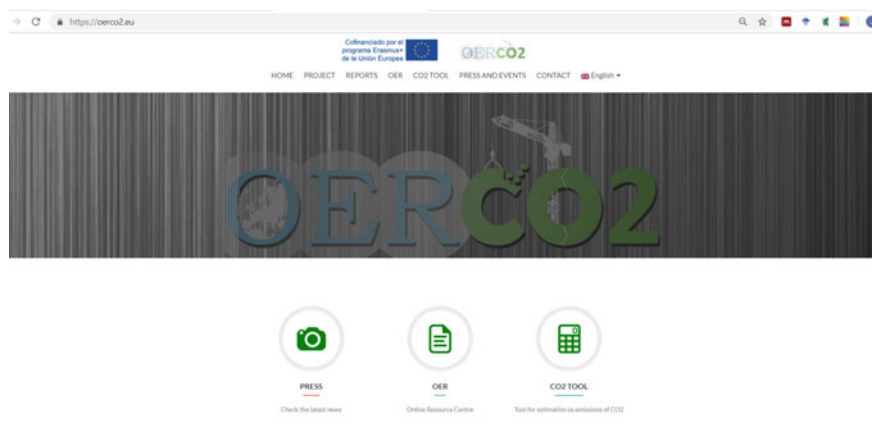 https://oerco2.eu
Cofinanciado por el
programa Erasmus+
de la Unión Europea
OERCO2
HOME PROJECT REPORTS OER CO2 TOOL PRESS AND EVENTS CONTACT English
OERCO2
PRESS OER CO2 TOOL
Check the latest news Online Resource Centre Tool for estimation os emissions of CO2